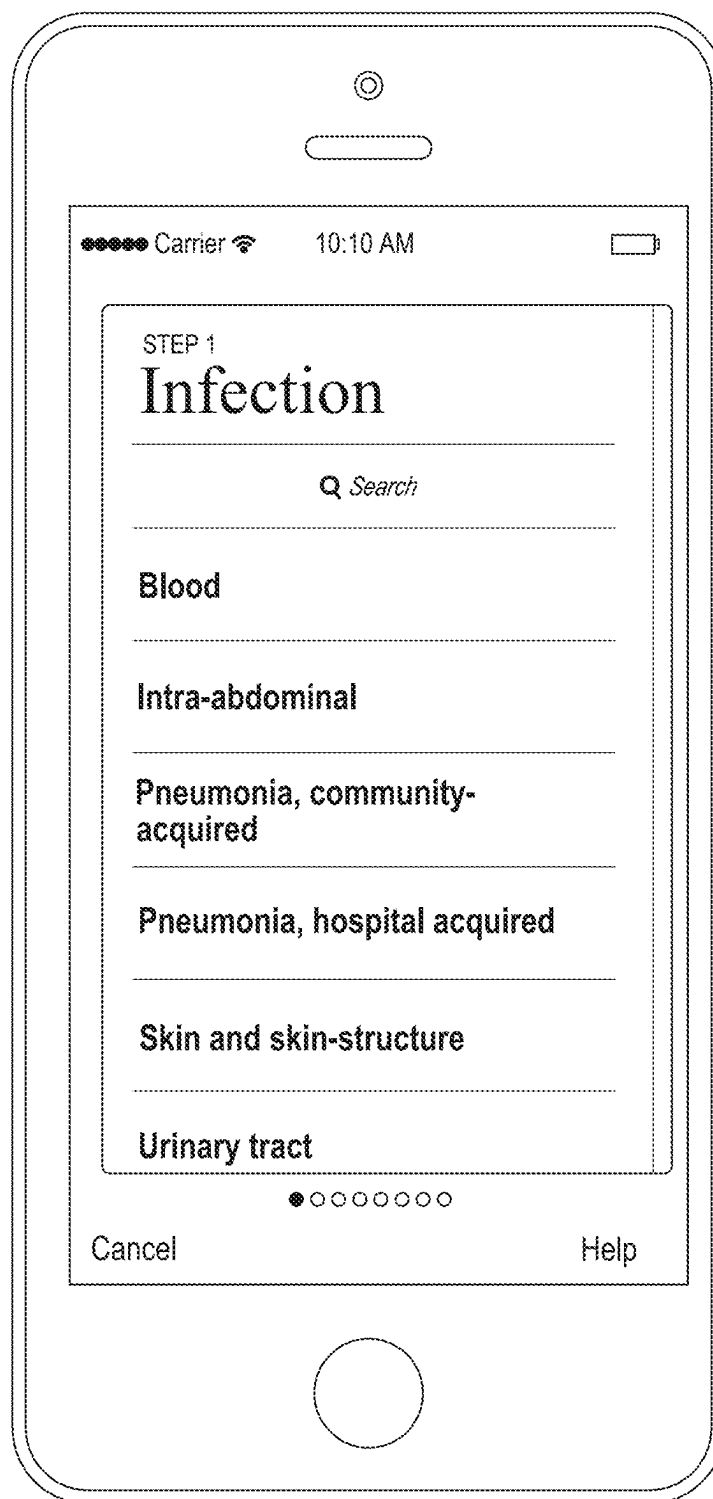 Carrier 10:10 AM
STEP 1
Infection
Search
Blood
Intra-abdominal
Pneumonia, community-
acquired
Pneumonia, hospital acquired
Skin and skin-structure
Urinary tract
Cancel Help